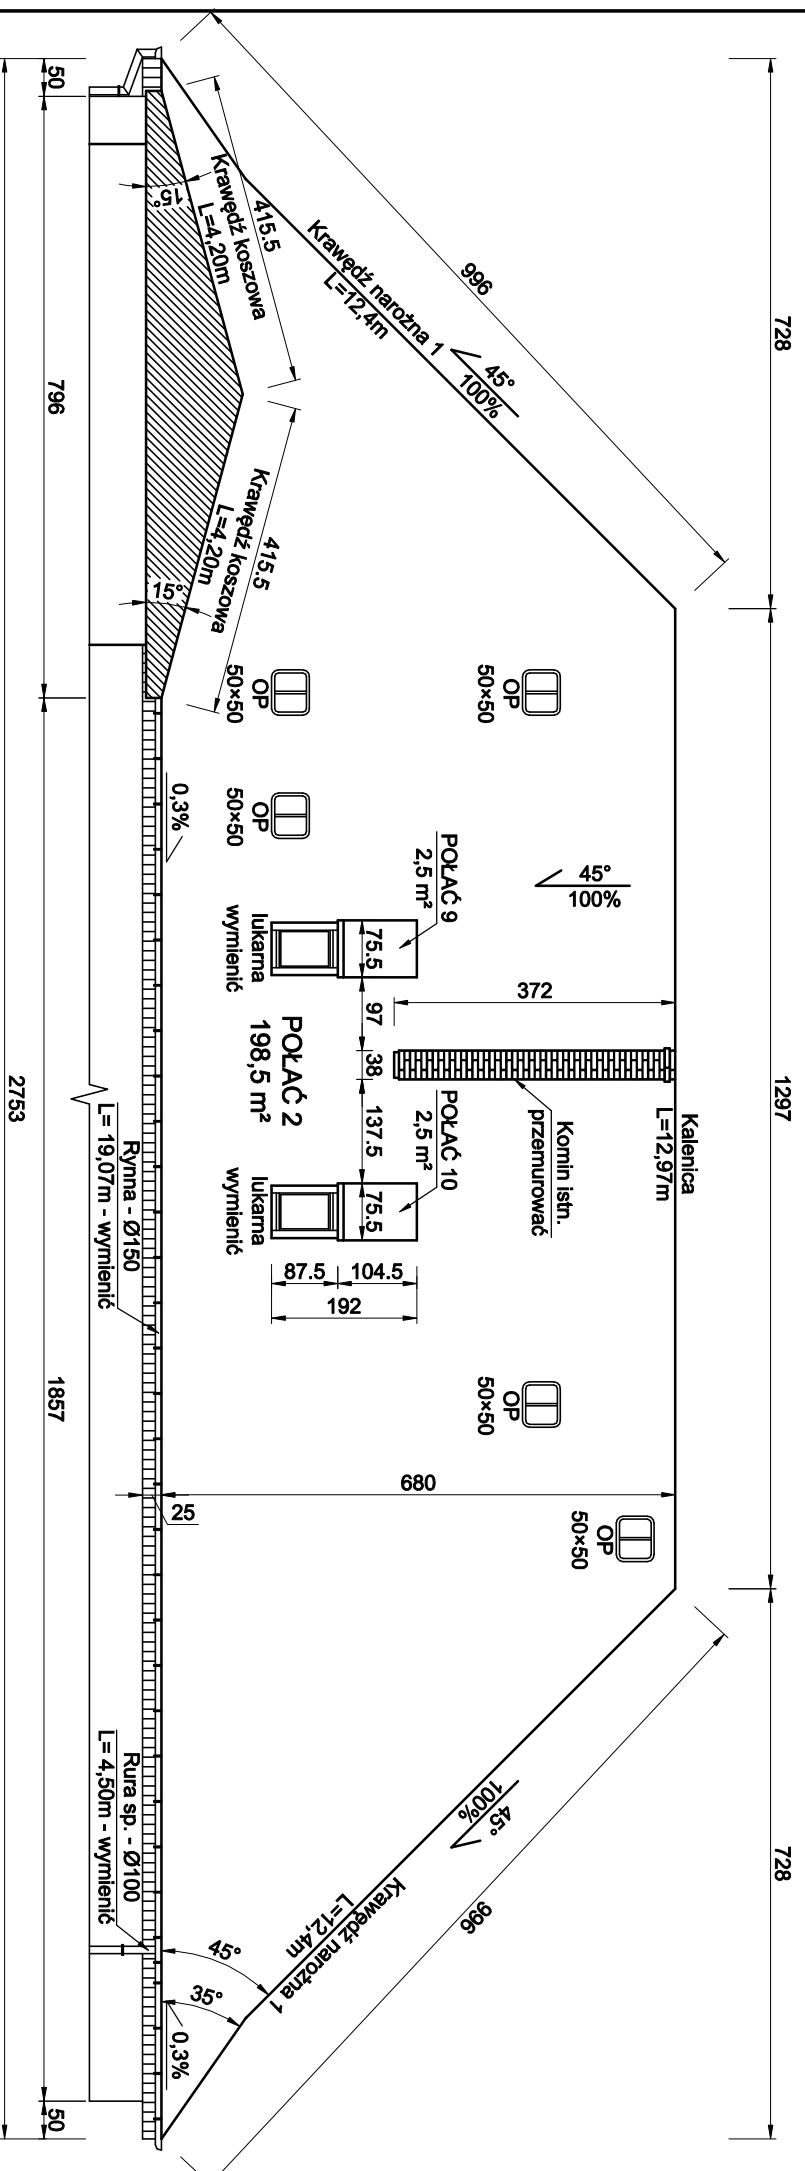 728
1297
728
996
45°
100%
Krawędź narożna 1
L=12,4m
415.5
Krawędź koszowa
L=4,20m
15°
415.5
Krawędź koszowa
L=4,20m
15°
OP
50×50
OP
50×50
OP
50×50
45°
100%
372
Kalenica
L=12,97m
Komin istn.
przemurować
POŁAĆ 9
2,5 m²
75.5
97
38
137.5
75.5
POŁAĆ 10
2,5 m²
lukarna
wymienić
POŁAĆ 2
198,5 m²
lukarna
wymienić
87.5
104.5
192
OP
50×50
OP
50×50
680
25
996
45°
100%
Krawędź narożna 1
L=12,4m
45°
35°
0,3%
0,3%
Rynna - Ø150
L= 19,07m - wymienić
Rura sp. - Ø100
L= 4,50m - wymienić
50
796
1857
50
2753